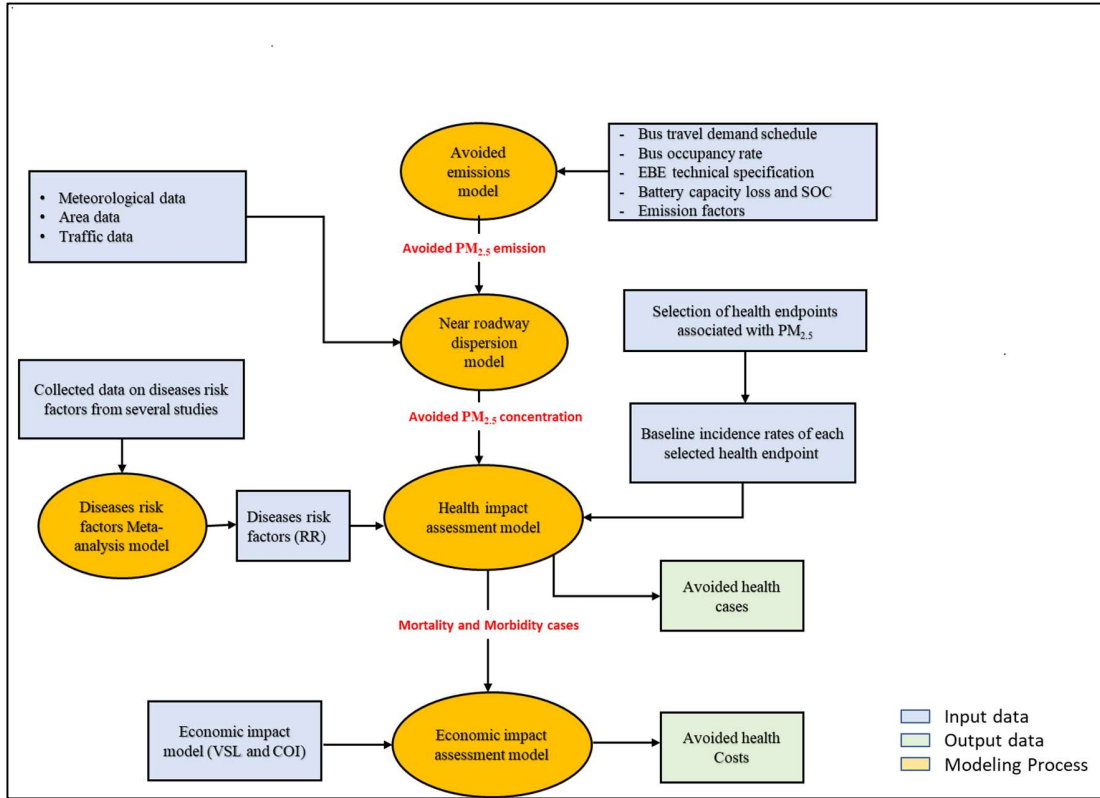 Avoided
emissions
model
- Bus travel demand schedule
- Bus occupancy rate
- EBE technical specification
- Battery capacity loss and SOC
- Emission factors
• Meteorological data
• Area data
• Traffic data
Avoided PM2.5 emission
Near roadway
dispersion
model
Selection of health endpoints
associated with PM2.5
Collected data on diseases risk
factors from several studies
Avoided PM2.5 concentration
Baseline incidence rates of each
selected health endpoint
Diseases risk
factors Meta-
analysis model
Diseases risk
factors (RR)
Health impact
assessment model
Avoided health
cases
Mortality and Morbidity cases
Economic impact
model (VSL and COI)
Economic impact
assessment model
Avoided health
Costs
Input data
Output data
Modeling Process